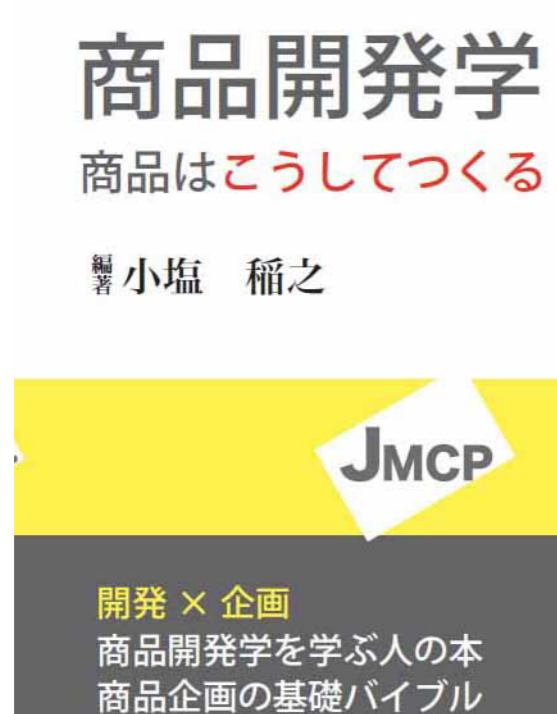 商品開発学
商品はこうしてつくる
編著 小塩 稲之
JMCP
開発 × 企画
商品開発学を学ぶ人の本
商品企画の基礎バイブル